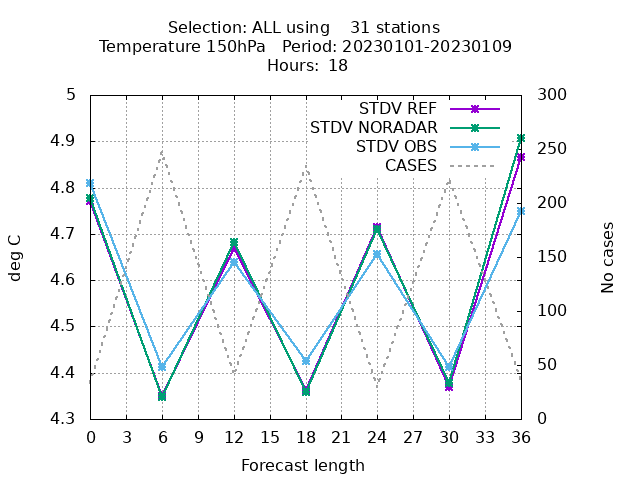 Selection: ALL using    31 stations
Temperature 150hPa   Period: 20230101-20230109
Hours:  18
5
4.9
4.8
4.7
4.6
4.5
4.4
4.3
deg C
STDV REF
STDV NORADAR
STDV OBS
CASES
300
250
200
150
100
50
0
No cases
0 3 6 9 12 15 18 21 24 27 30 33 36
Forecast length